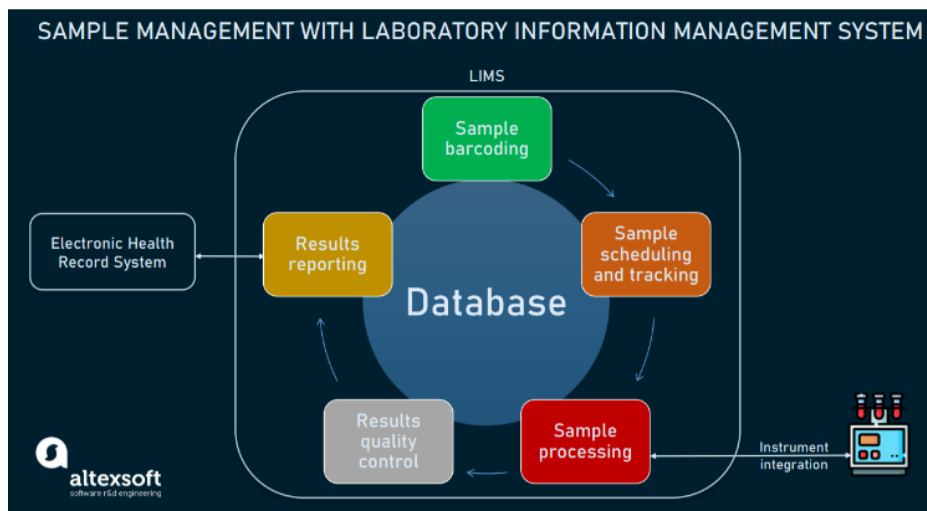 SAMPLE MANAGEMENT WITH LABORATORY INFORMATION MANAGEMENT SYSTEM
LIMS
Sample
barcoding
Electronic Health
Record System
Results
reporting
Sample
scheduling
and tracking
Database
Results
quality
control
Sample
processing
Instrument
integration
altexsoft
software r&d engineering